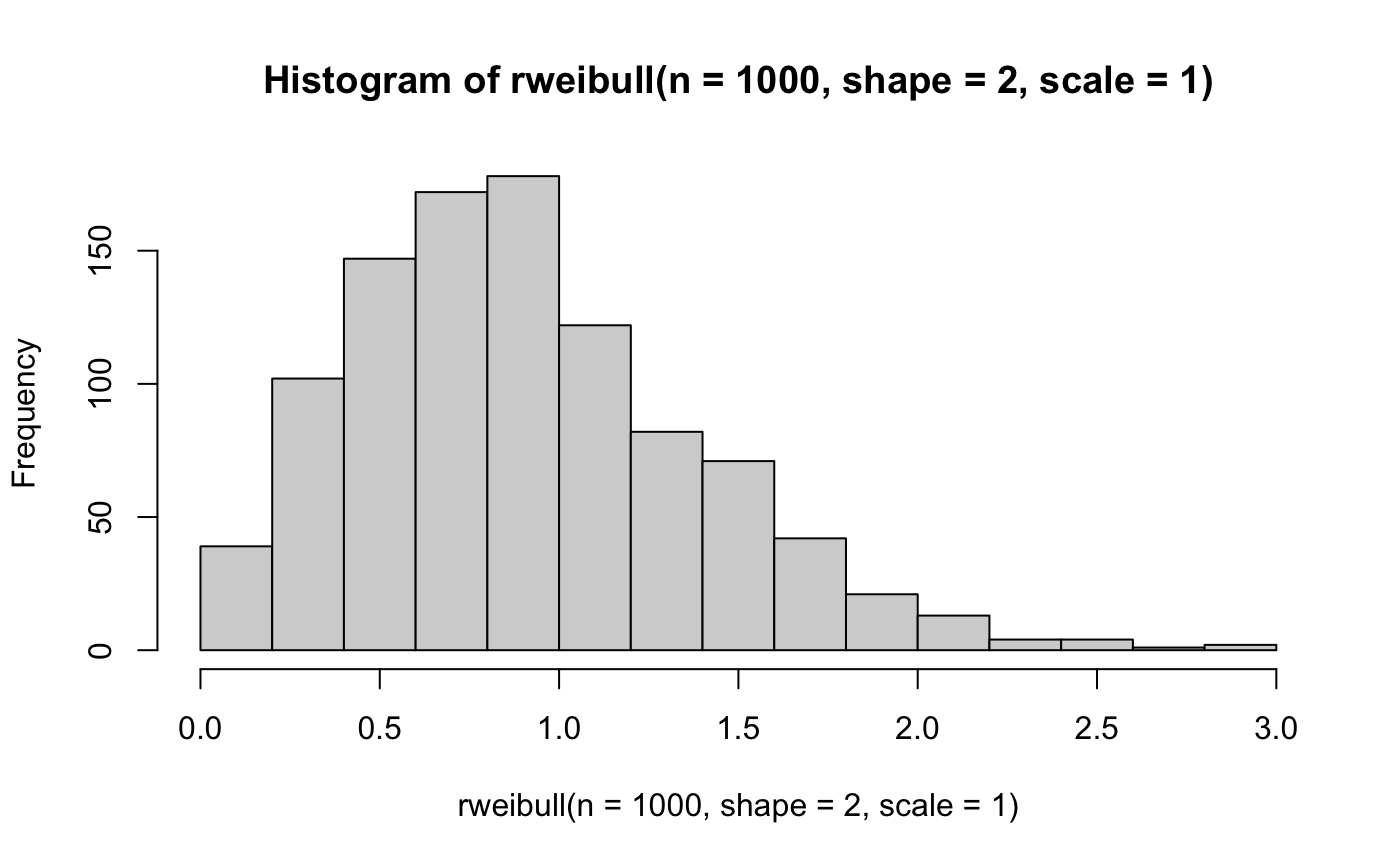 Histogram of rweibull(n = 1000, shape = 2, scale = 1)
Frequency
150
100
50
0
0.0 0.5 1.0 1.5 2.0 2.5 3.0
rweibull(n = 1000, shape = 2, scale = 1)